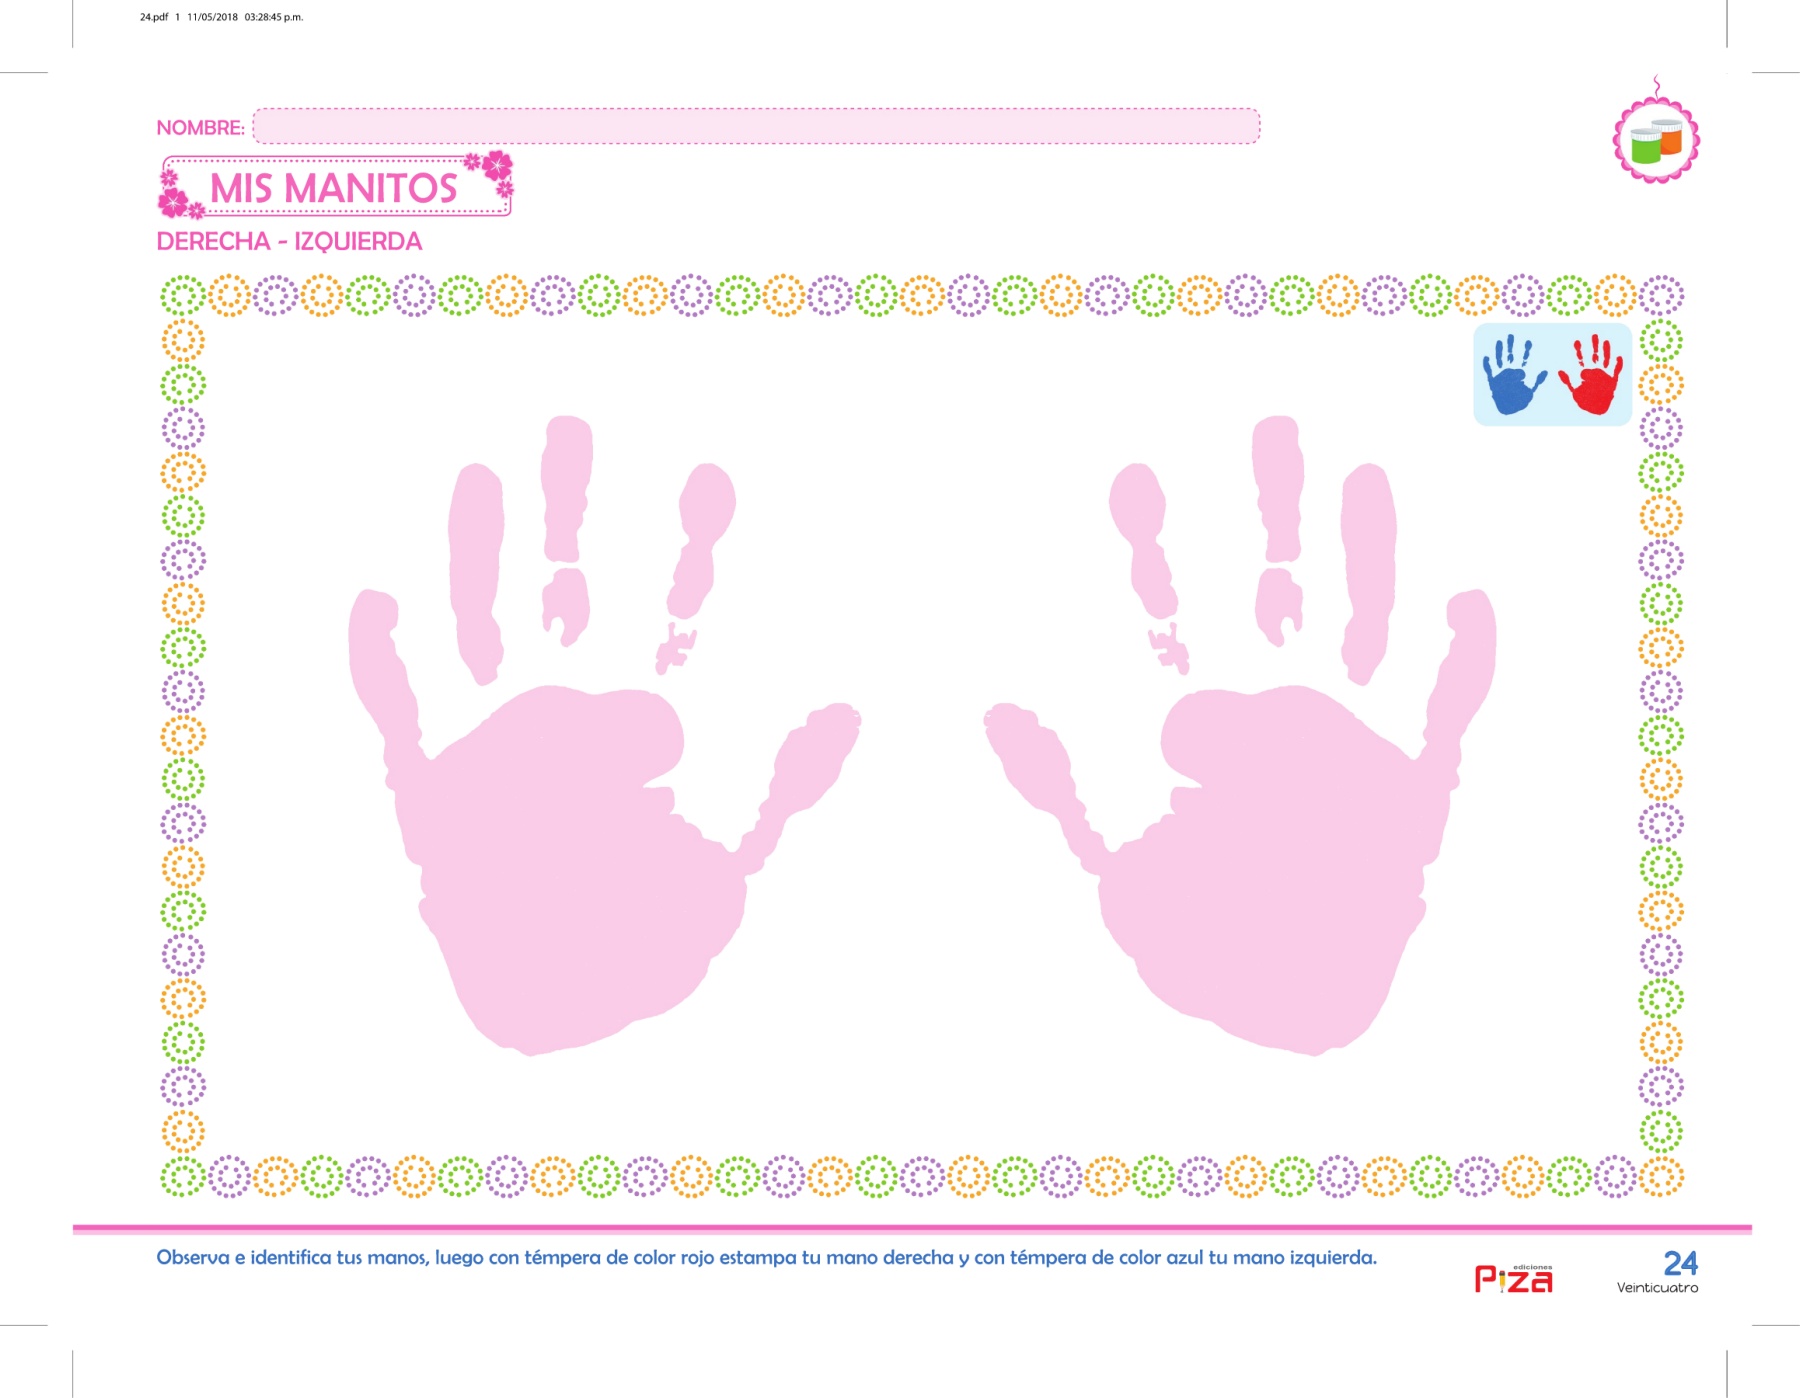 24.pdf 1 11/05/2018 03:28:45 p.m.
NOMBRE:
MIS MANITOS
DERECHA - IZQUIERDA
Observa e identifica tus manos, luego con témpera de color rojo estampa tu mano derecha y con témpera de color azul tu mano izquierda.
ediciones
Piza
24
Veinticuatro